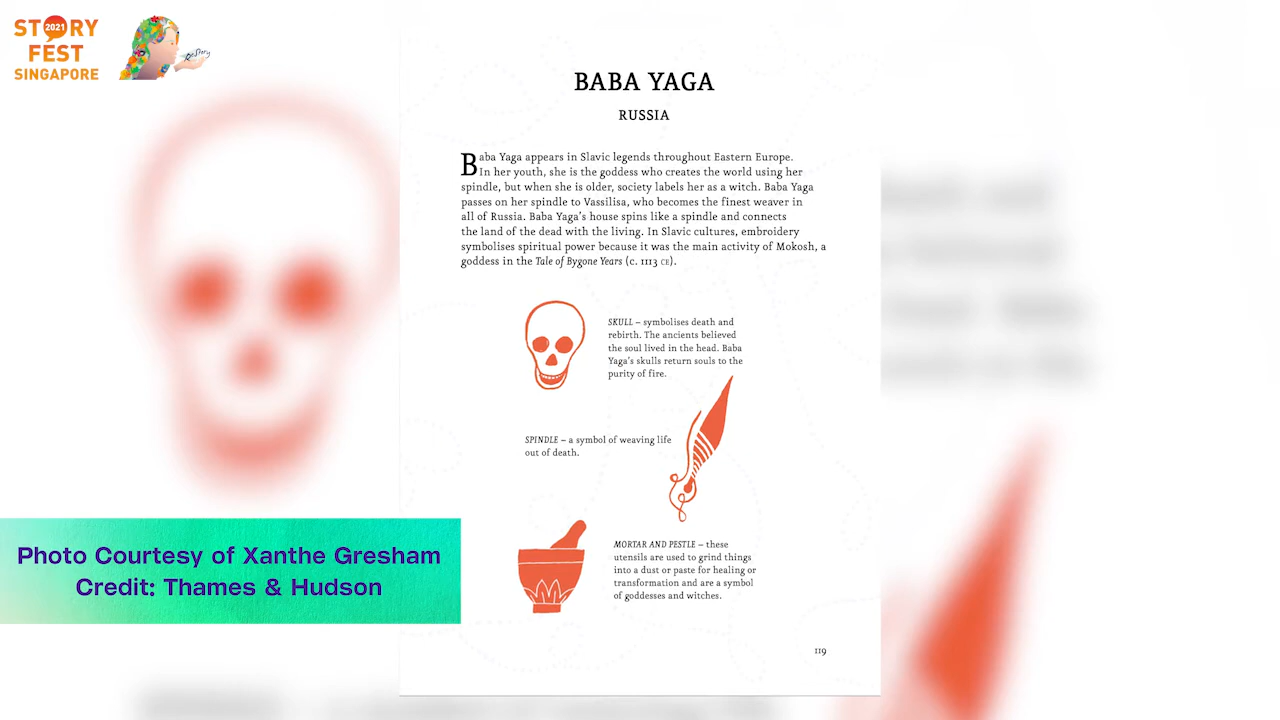 STORY
2021
FEST
SINGAPORE
BABA YAGA
RUSSIA
Baba Yaga appears in Slavic legends throughout Eastern Europe.
In her youth, she is the goddess who creates the world using her
spindle, but when she is older, society labels her as a witch. Baba Yaga
passes on her spindle to Vassilisa, who becomes the finest weaver in
all of Russia. Baba Yaga's house spins like a spindle and connects
the land of the dead with the living. In Slavic cultures, embroidery
symbolises spiritual power because it was the main activity of Mokosh, a
goddess in the Tale of Bygone Years (c. 1113 CE).
SKULL – symbolises death and
rebirth. The ancients believed
the soul lived in the head. Baba
Yaga's skulls return souls to the
purity of fire.
SPINDLE – a symbol of weaving life
out of death.
MORTAR AND PESTLE – these
utensils are used to grind things
into a dust or paste for healing or
transformation and are a symbol
of goddesses and witches.
119
Photo Courtesy of Xanthe Gresham
Credit: Thames & Hudson